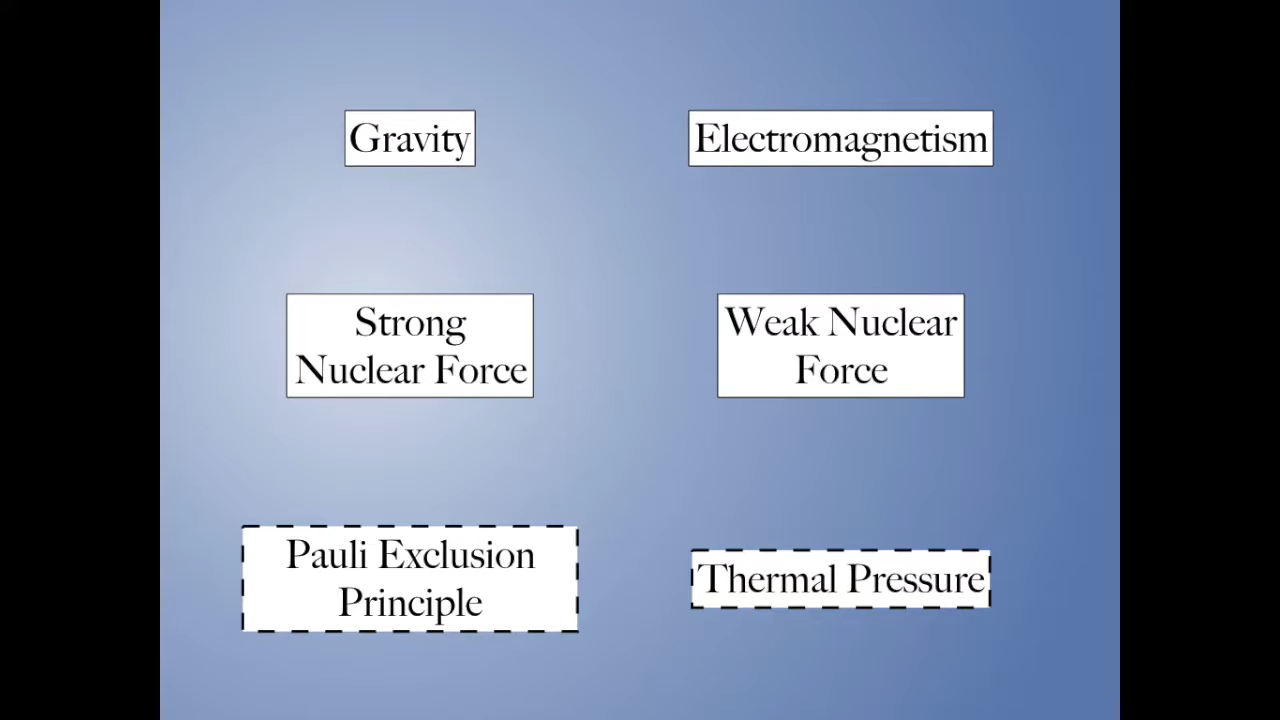 Gravity
Electromagnetism
Strong
Nuclear Force
Weak Nuclear
Force
Pauli Exclusion
Principle
Thermal Pressure